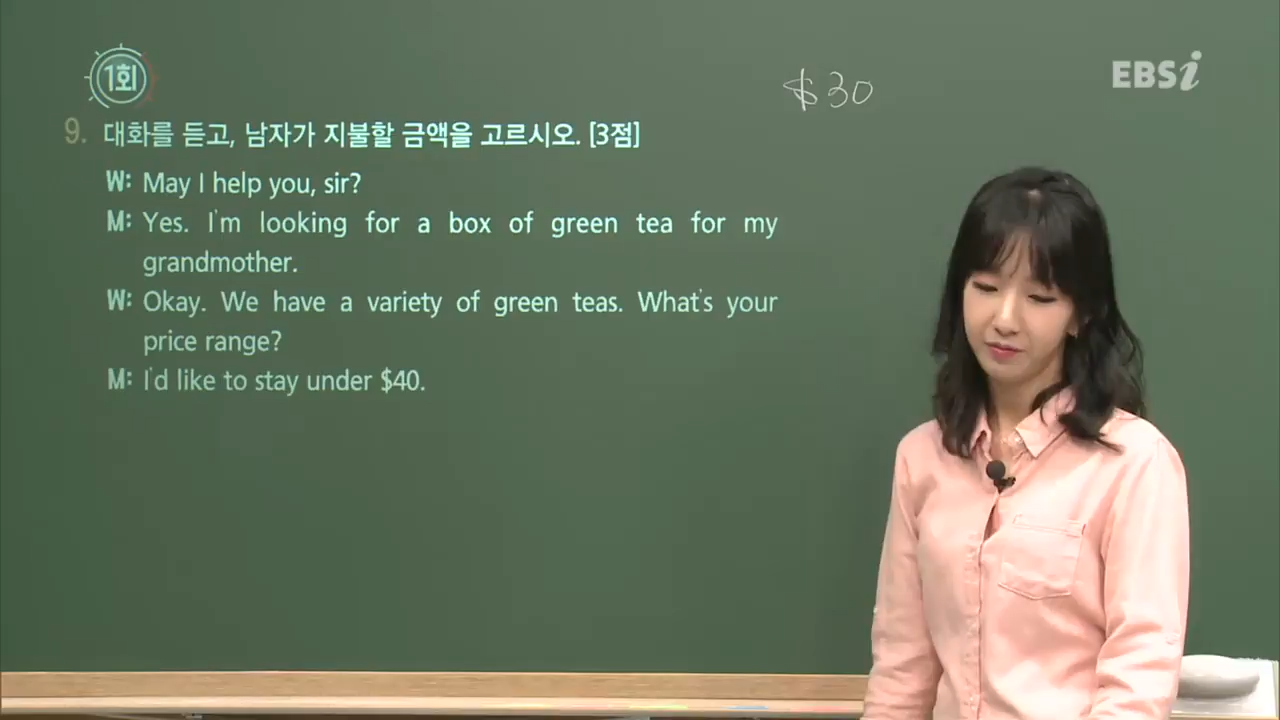 1회
$30
EBSi
9. 대화를 듣고, 남자가 지불할 금액을 고르시오. [3점]
W: May I help you, sir?
M: Yes. I'm looking for a box of green tea for my
grandmother.
W: Okay. We have a variety of green teas. What's your
price range?
M: I'd like to stay under $40.